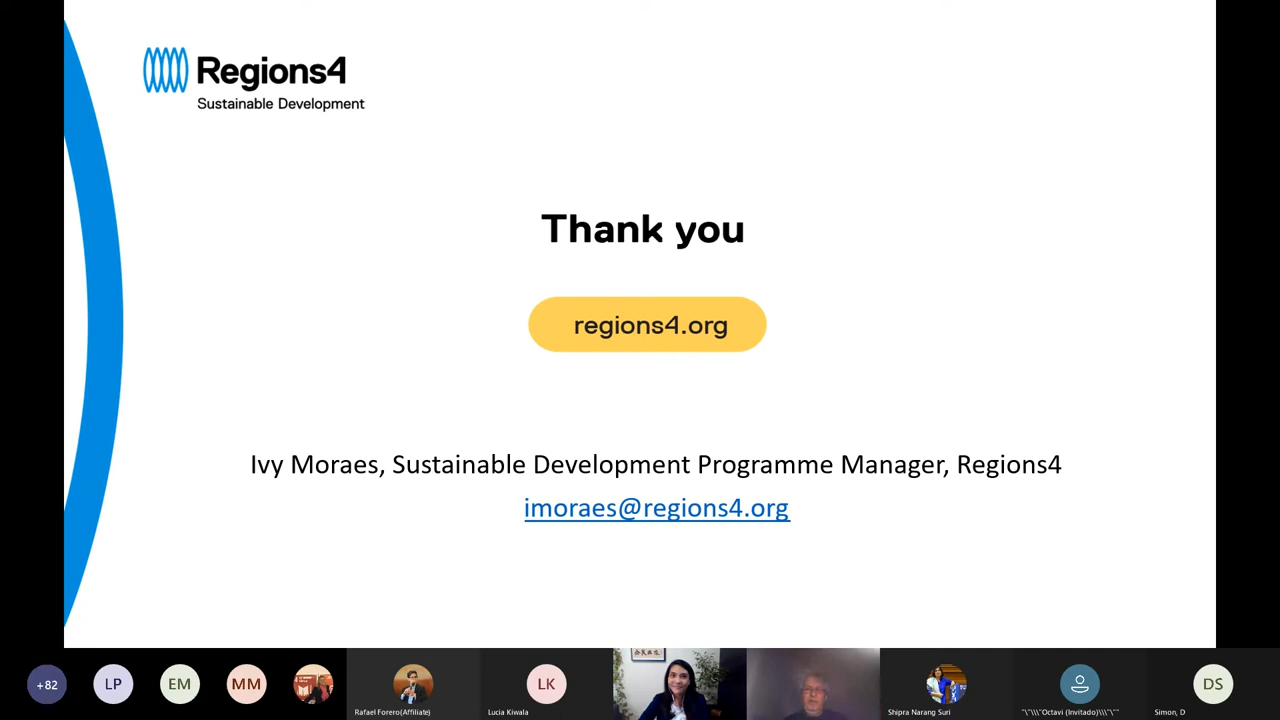 Regions4
Sustainable Development
Thank you
regions4.org
Ivy Moraes, Sustainable Development Programme Manager, Regions4
imoraes@regions4.org
+82
LP
EM
MM
LK
DS
Rafael Forero(Affiliate)
Lucia Kiwala
Shipra Narang Suri
"\"\\\"Octavi (Invitado)\\\"\""
Simon, D